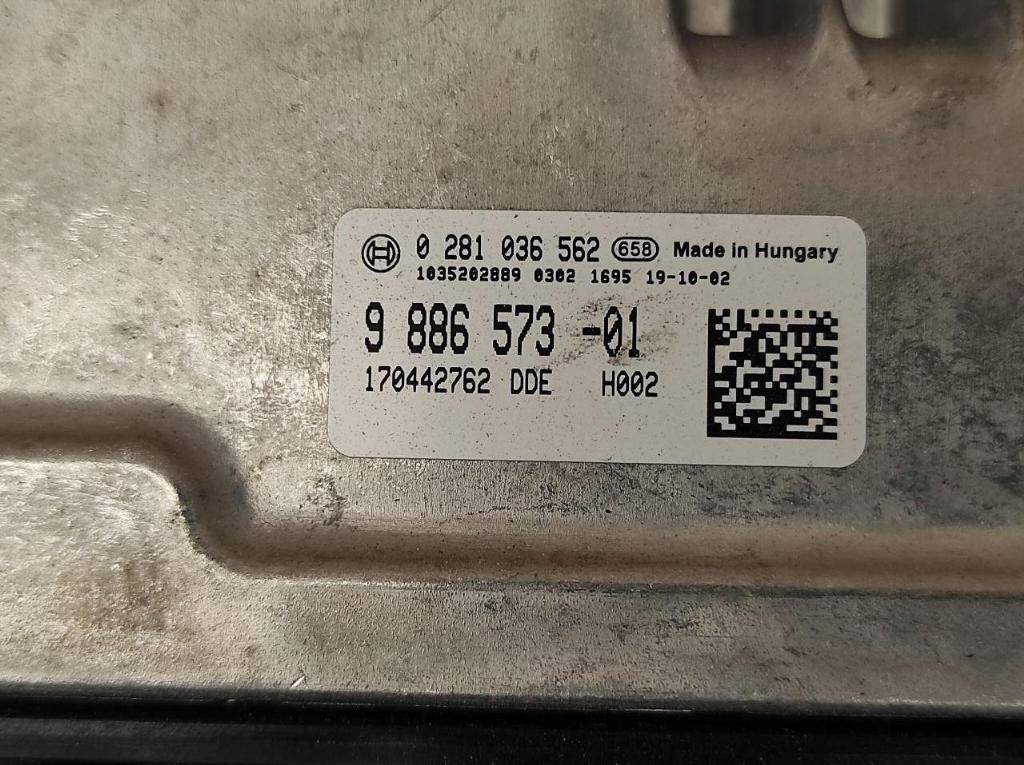 0 281 036 562 658 Made in Hungary
1035202889 0302 1695 19-10-02
9 886 573 -01
170442762 DDE H002